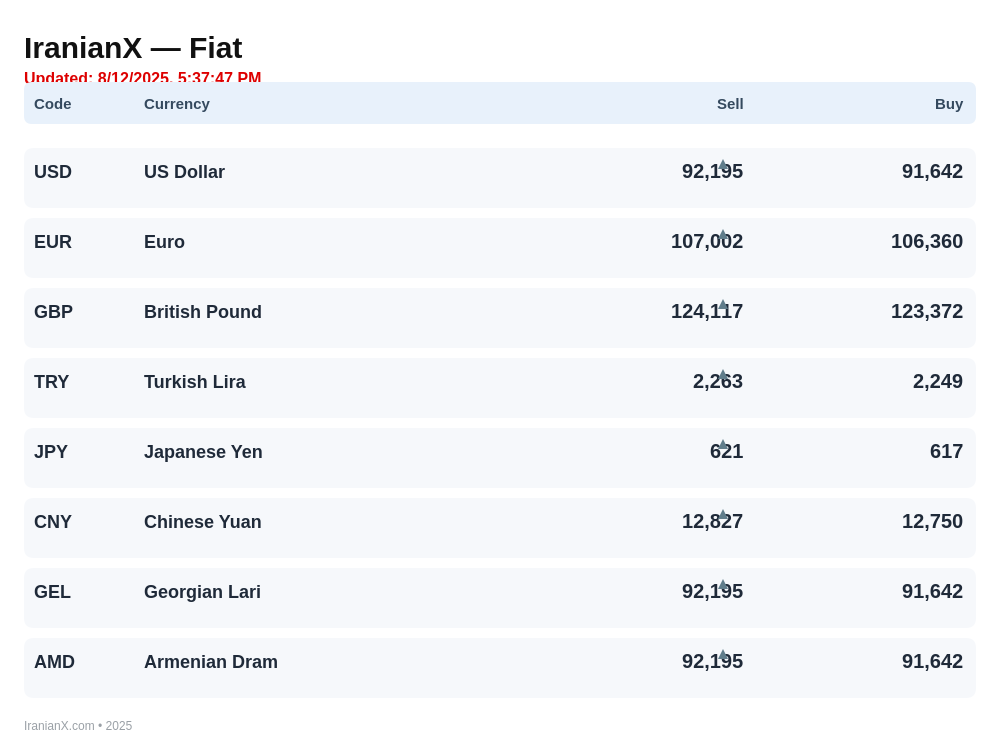 IranianX — Fiat
Updated: 8/12/2025, 5:37:47 PM
Code Currency Sell Buy
USD US Dollar 92,195 ▲ 91,642
EUR Euro 107,002 ▲ 106,360
GBP British Pound 124,117 ▲ 123,372
TRY Turkish Lira 2,263 ▲ 2,249
JPY Japanese Yen 621 ▲ 617
CNY Chinese Yuan 12,827 ▲ 12,750
GEL Georgian Lari 92,195 ▲ 91,642
AMD Armenian Dram 92,195 ▲ 91,642
IranianX.com • 2025